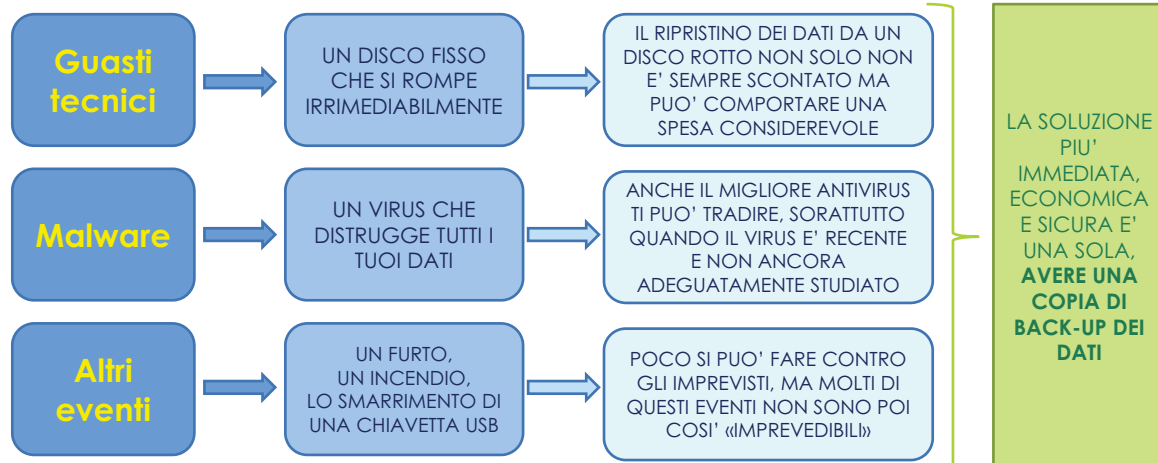 Guasti
tecnici
UN DISCO FISSO
CHE SI ROMPE
IRRIMEDIABILMENTE
IL RIPRISTINO DEI DATI DA UN
DISCO ROTTO NON SOLO NON
E’ SEMPRE SCONTATO MA
PUO’ COMPORTARE UNA
SPESA CONSIDEREVOLE
Malware
UN VIRUS CHE
DISTRUGGE TUTTI I
TUOI DATI
ANCHE IL MIGLIORE ANTIVIRUS
TI PUO’ TRADIRE, SORATTUTTO
QUANDO IL VIRUS E’ RECENTE
E NON ANCORA
ADEGUATAMENTE STUDIATO
Altri
eventi
UN FURTO,
UN INCENDIO,
LO SMARRIMENTO DI
UNA CHIAVETTA USB
POCO SI PUO’ FARE CONTRO
GLI IMPREVISTI, MA MOLTI DI
QUESTI EVENTI NON SONO POI
COSI’ «IMPREVEDIBILI»
LA SOLUZIONE
PIU’
IMMEDIATA,
ECONOMICA
E SICURA E’
UNA SOLA,
AVERE UNA
COPIA DI
BACK-UP DEI
DATI